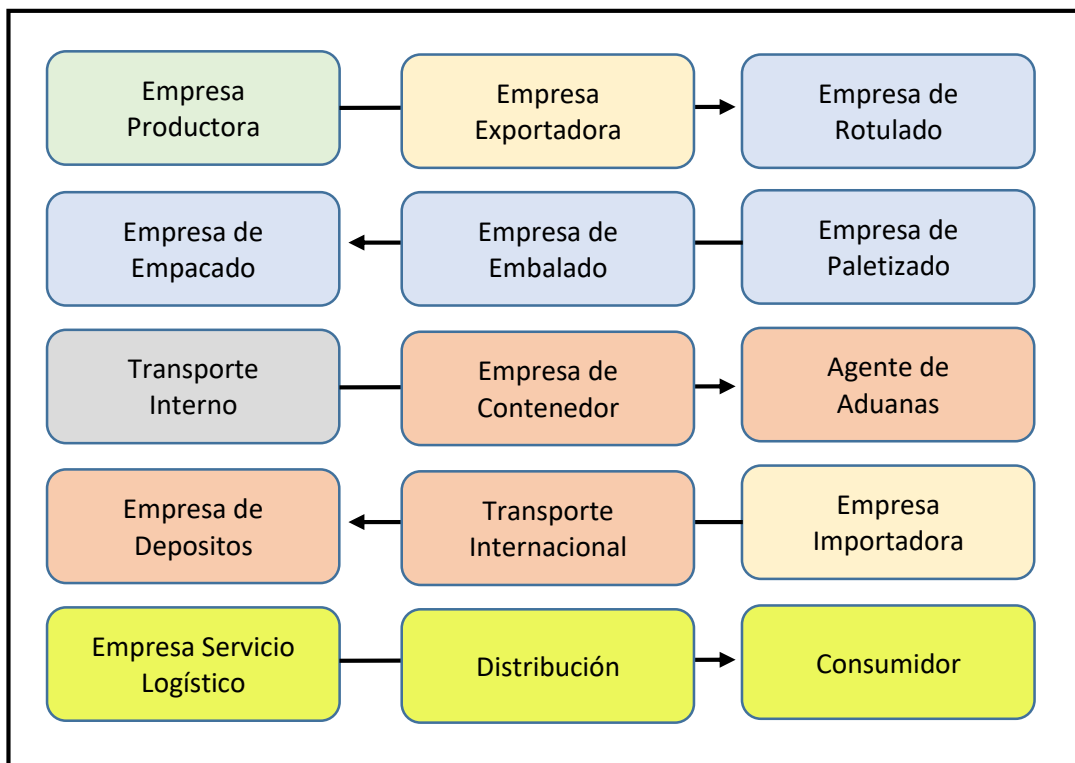 Empresa
Productora
Empresa
Exportadora
Empresa de
Rotulado
Empresa de
Empacado
Empresa de
Embalado
Empresa de
Paletizado
Transporte
Interno
Empresa de
Contenedor
Agente de
Aduanas
Empresa de
Depositos
Transporte
Internacional
Empresa
Importadora
Empresa Servicio
Logístico
Distribución
Consumidor